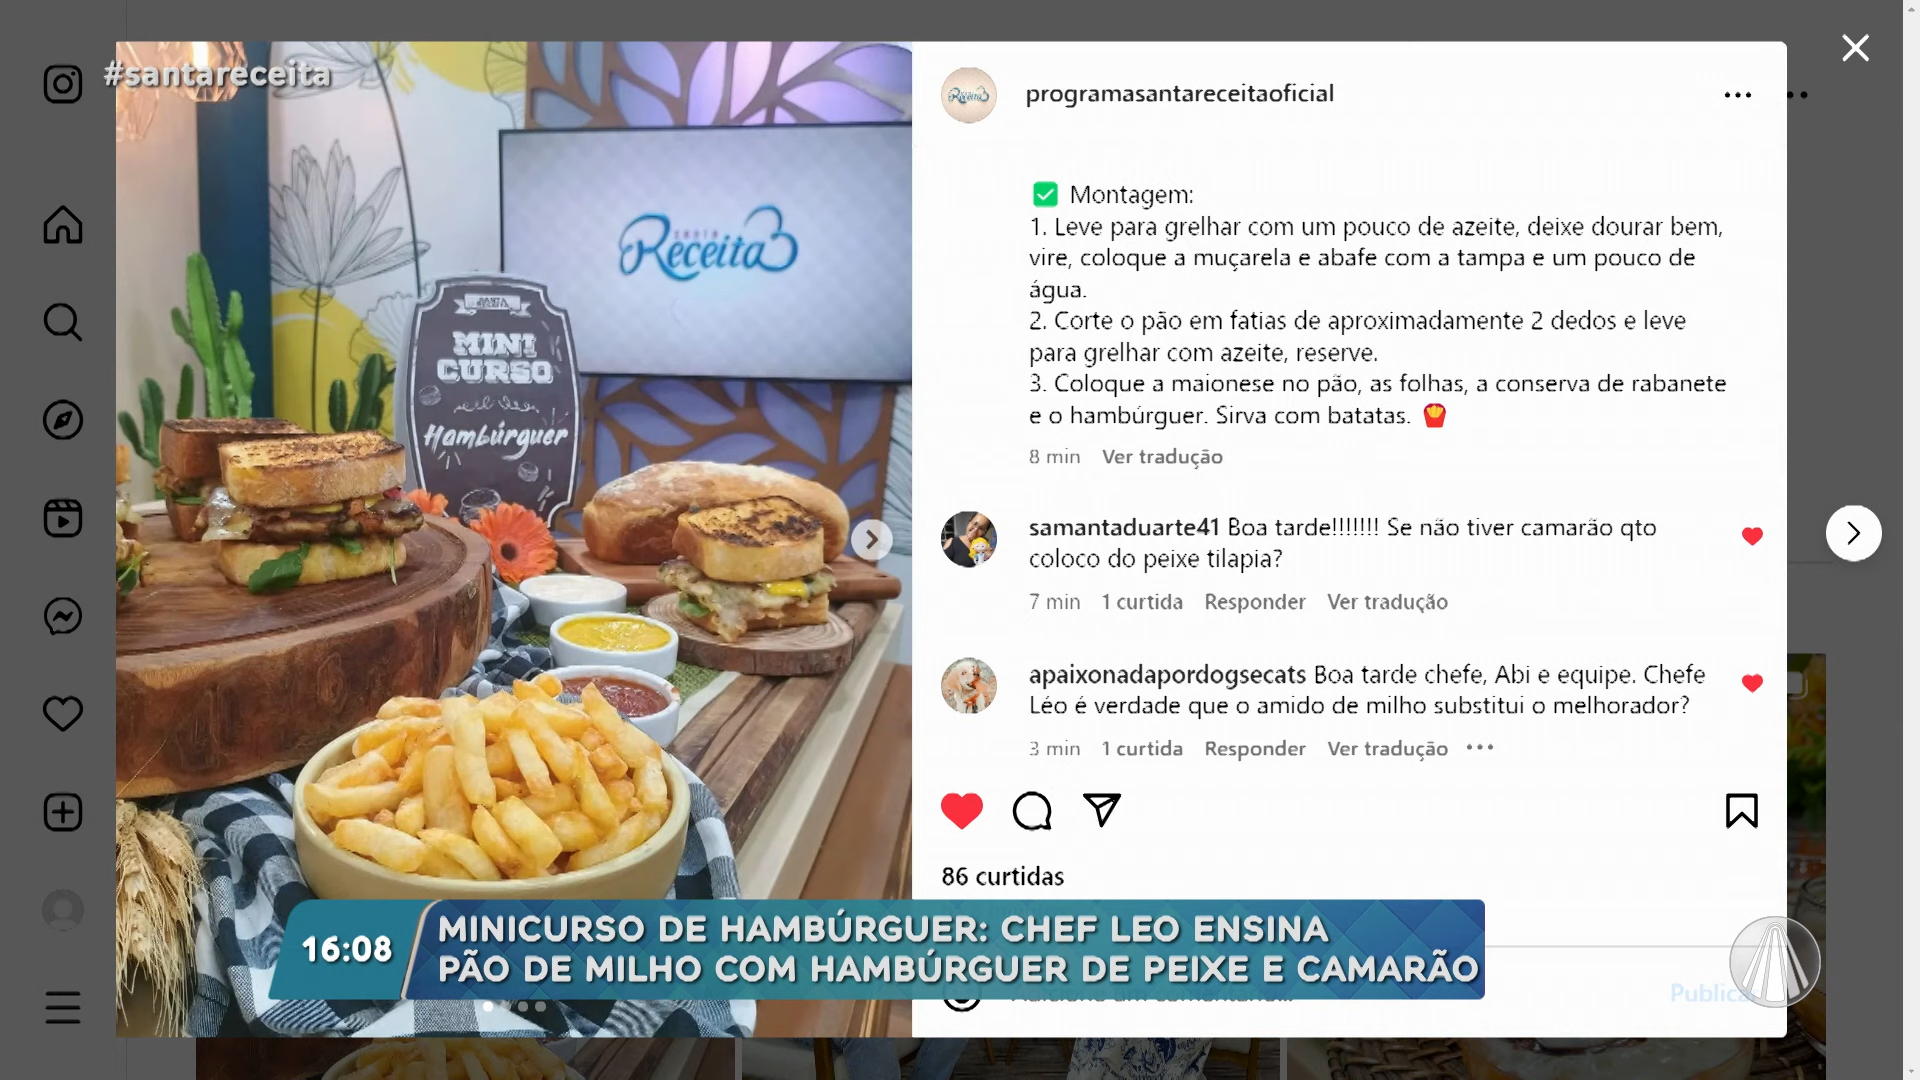 #santareceita
Receita
SANTA
RECEITA
MINI
CURSO
Hambúrguer
programasantareceitaoficial
✅ Montagem:
1. Leve para grelhar com um pouco de azeite, deixe dourar bem,
vire, coloque a muçarela e abafe com a tampa e um pouco de
água.
2. Corte o pão em fatias de aproximadamente 2 dedos e leve
para grelhar com azeite, reserve.
3. Coloque a maionese no pão, as folhas, a conserva de rabanete
e o hambúrguer. Sirva com batatas. 🍟
8 min Ver tradução
samantaduarte41 Boa tarde!!!!!!! Se não tiver camarão qto
coloco do peixe tilapia?
7 min 1 curtida Responder Ver tradução
apaixonadapordogsecats Boa tarde chefe, Abi e equipe. Chefe
Léo é verdade que o amido de milho substitui o melhorador?
3 min 1 curtida Responder Ver tradução •••
86 curtidas
16:08
MINICURSO DE HAMBÚRGUER: CHEF LEO ENSINA
PÃO DE MILHO COM HAMBÚRGUER DE PEIXE E CAMARÃO